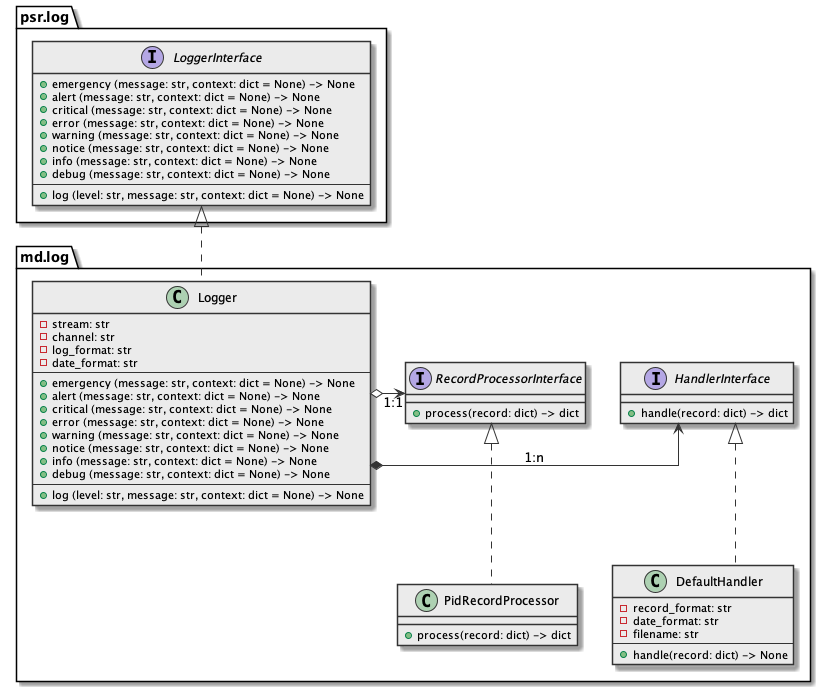 psr.log
I LoggerInterface
emergency (message: str, context: dict = None) -> None
alert (message: str, context: dict = None) -> None
critical (message: str, context: dict = None) -> None
error (message: str, context: dict = None) -> None
warning (message: str, context: dict = None) -> None
notice (message: str, context: dict = None) -> None
info (message: str, context: dict = None) -> None
debug (message: str, context: dict = None) -> None
log (level: str, message: str, context: dict = None) -> None
md.log
C Logger
stream: str
channel: str
log_format: str
date_format: str
emergency (message: str, context: dict = None) -> None
alert (message: str, context: dict = None) -> None
critical (message: str, context: dict = None) -> None
error (message: str, context: dict = None) -> None
warning (message: str, context: dict = None) -> None
notice (message: str, context: dict = None) -> None
info (message: str, context: dict = None) -> None
debug (message: str, context: dict = None) -> None
log (level: str, message: str, context: dict = None) -> None
1:1
I RecordProcessorInterface
process(record: dict) -> dict
I HandlerInterface
handle(record: dict) -> dict
1:n
C PidRecordProcessor
process(record: dict) -> dict
C DefaultHandler
record_format: str
date_format: str
filename: str
handle(record: dict) -> None